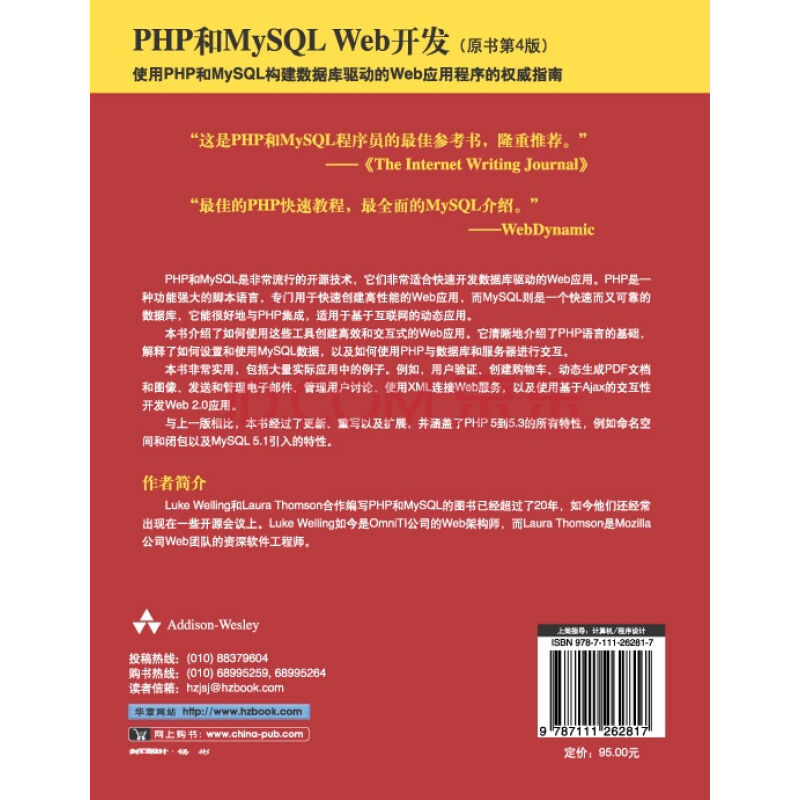 PHP和MySQL Web开发（原书第4版）
使用PHP和MySQL构建数据库驱动的Web应用程序的权威指南
“这是PHP和MySQL程序员的最佳参考书，隆重推荐。”
——《The Internet Writing Journal》
“最佳的PHP快速教程，最全面的MySQL介绍。”
——WebDynamic
PHP和MySQL是非常流行的开源技术，它们非常适合快速开发数据库驱动的Web应用。PHP是一
种功能强大的脚本语言，专门用于快速创建高性能的Web应用，而MySQL则是一个快速而又可靠的
数据库，它能很好地与PHP集成，适用于基于互联网的动态应用。
本书介绍了如何使用这些工具创建高效和交互式的Web应用。它清晰地介绍了PHP语言的基础，
解释了如何设置和使用MySQL数据，以及如何使用PHP与数据库和服务器进行交互。
本书非常实用，包括大量实际应用中的例子。例如，用户验证、创建购物车、动态生成PDF文档
和图像、发送和管理电子邮件、管理用户讨论、使用XML连接Web服务，以及使用基于Ajax的交互性
开发Web 2.0应用。
与上一版相比，本书经过了更新、重写以及扩展，并涵盖了PHP 5到5.3的所有特性，例如命名空
间和闭包以及MySQL 5.1引入的特性。
作者简介
Luke Welling和Laura Thomson合作编写PHP和MySQL的图书已经超过了20年，如今他们还经常
出现在一些开源会议上。Luke Welling如今是OmniTI公司的Web架构师，而Laura Thomson是Mozilla
公司Web团队的资深软件工程师。
Addison-Wesley
投稿热线：(010) 88379604
购书热线：(010) 68995259, 68995264
读者信箱：hzjsj@hzbook.com
华章网站 http://www.hzbook.com
网上购书：www.china-pub.com
上架指导：计算机/程序设计
ISBN 978-7-111-26281-7
9 787111 262817
定价：95.00元